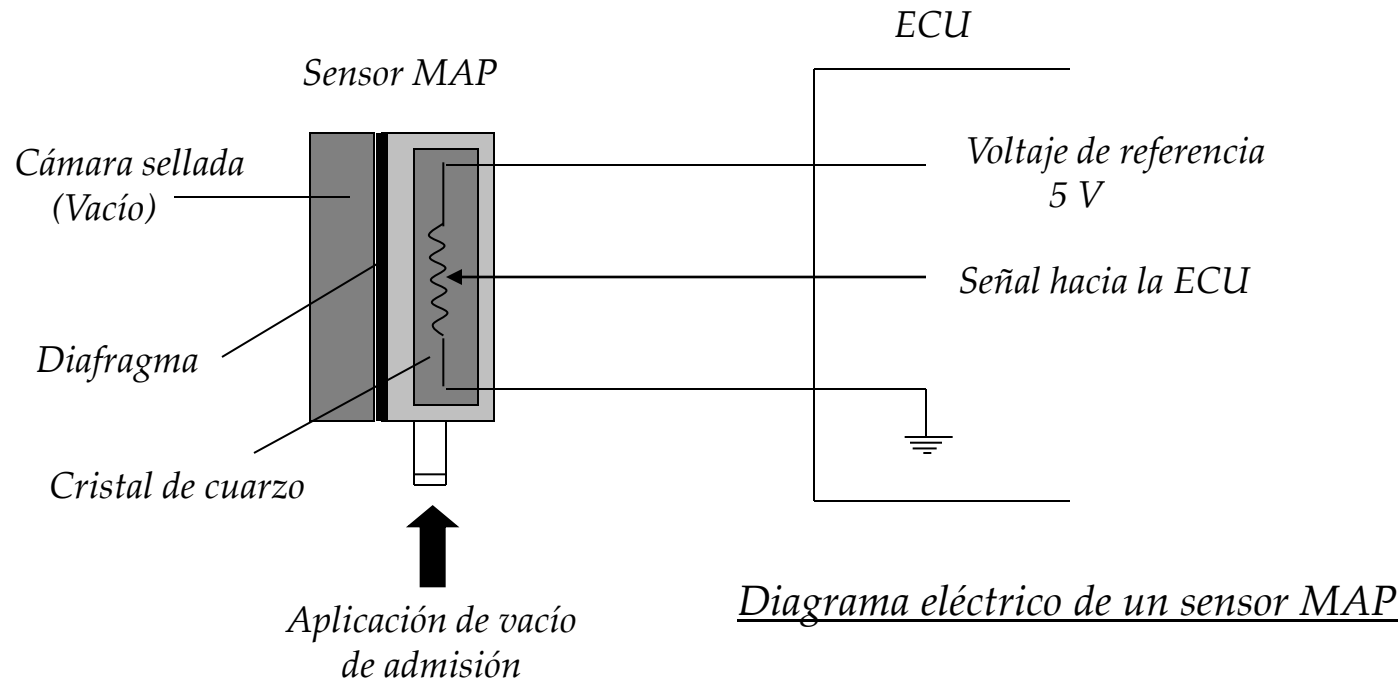 ECU
Sensor MAP
Cámara sellada
(Vacío)
Voltaje de referencia
5 V
Señal hacia la ECU
Diafragma
Cristal de cuarzo
Aplicación de vacío
de admisión
Diagrama eléctrico de un sensor MAP